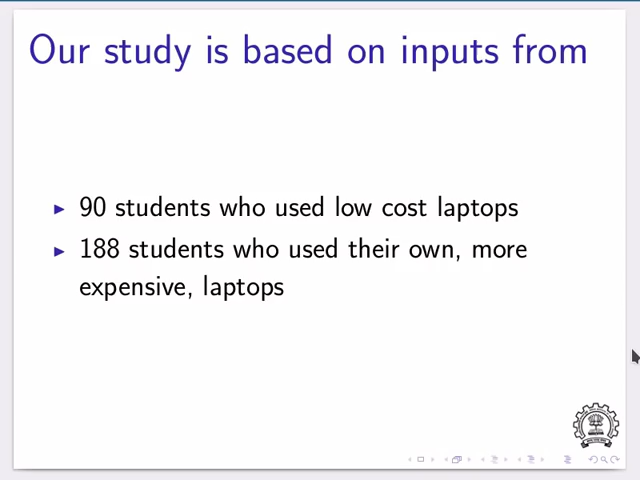 Our study is based on inputs from
90 students who used low cost laptops
188 students who used their own, more
expensive, laptops